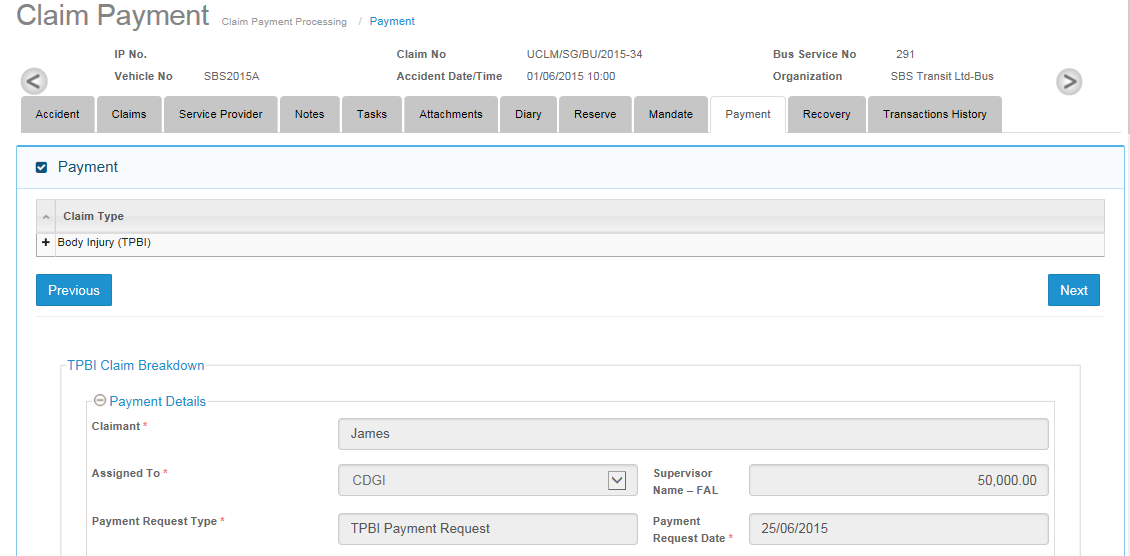 Claim Payment Claim Payment Processing / Payment
IP No. Claim No UCLM/SG/BU/2015-34 Bus Service No 291
Vehicle No SBS2015A Accident Date/Time 01/06/2015 10:00 Organization SBS Transit Ltd-Bus
Accident Claims Service Provider Notes Tasks Attachments Diary Reserve Mandate Payment Recovery Transactions History
Payment
Claim Type
Body Injury (TPBI)
Previous Next
TPBI Claim Breakdown
Payment Details
Claimant *
James
Assigned To * CDGI Supervisor
Name – FAL 50,000.00
Payment Request Type * TPBI Payment Request Payment
Request Date * 25/06/2015